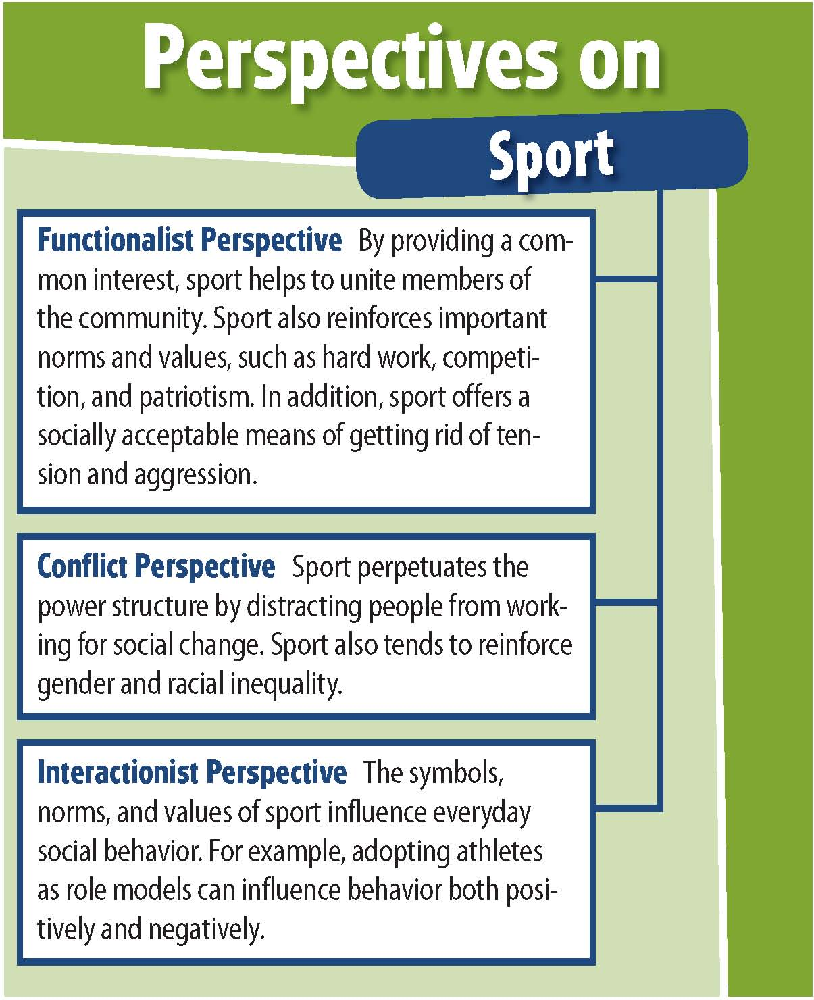 Perspectives on
Sport
Functionalist Perspective By providing a com-
mon interest, sport helps to unite members of
the community. Sport also reinforces important
norms and values, such as hard work, competi-
tion, and patriotism. In addition, sport offers a
socially acceptable means of getting rid of ten-
sion and aggression.
Conflict Perspective Sport perpetuates the
power structure by distracting people from work-
ing for social change. Sport also tends to reinforce
gender and racial inequality.
Interactionist Perspective The symbols,
norms, and values of sport influence everyday
social behavior. For example, adopting athletes
as role models can influence behavior both posi-
tively and negatively.